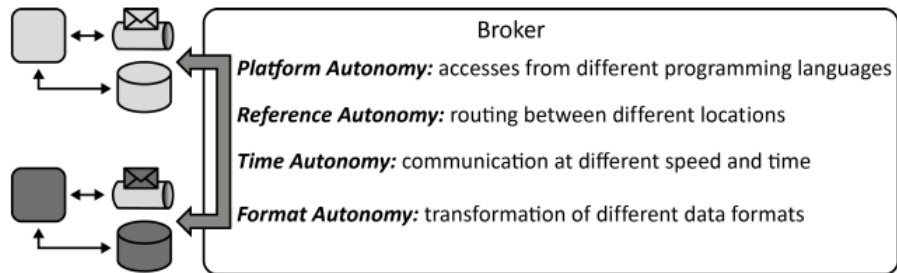 Broker
Platform Autonomy: accesses from different programming languages
Reference Autonomy: routing between different locations
Time Autonomy: communication at different speed and time
Format Autonomy: transformation of different data formats